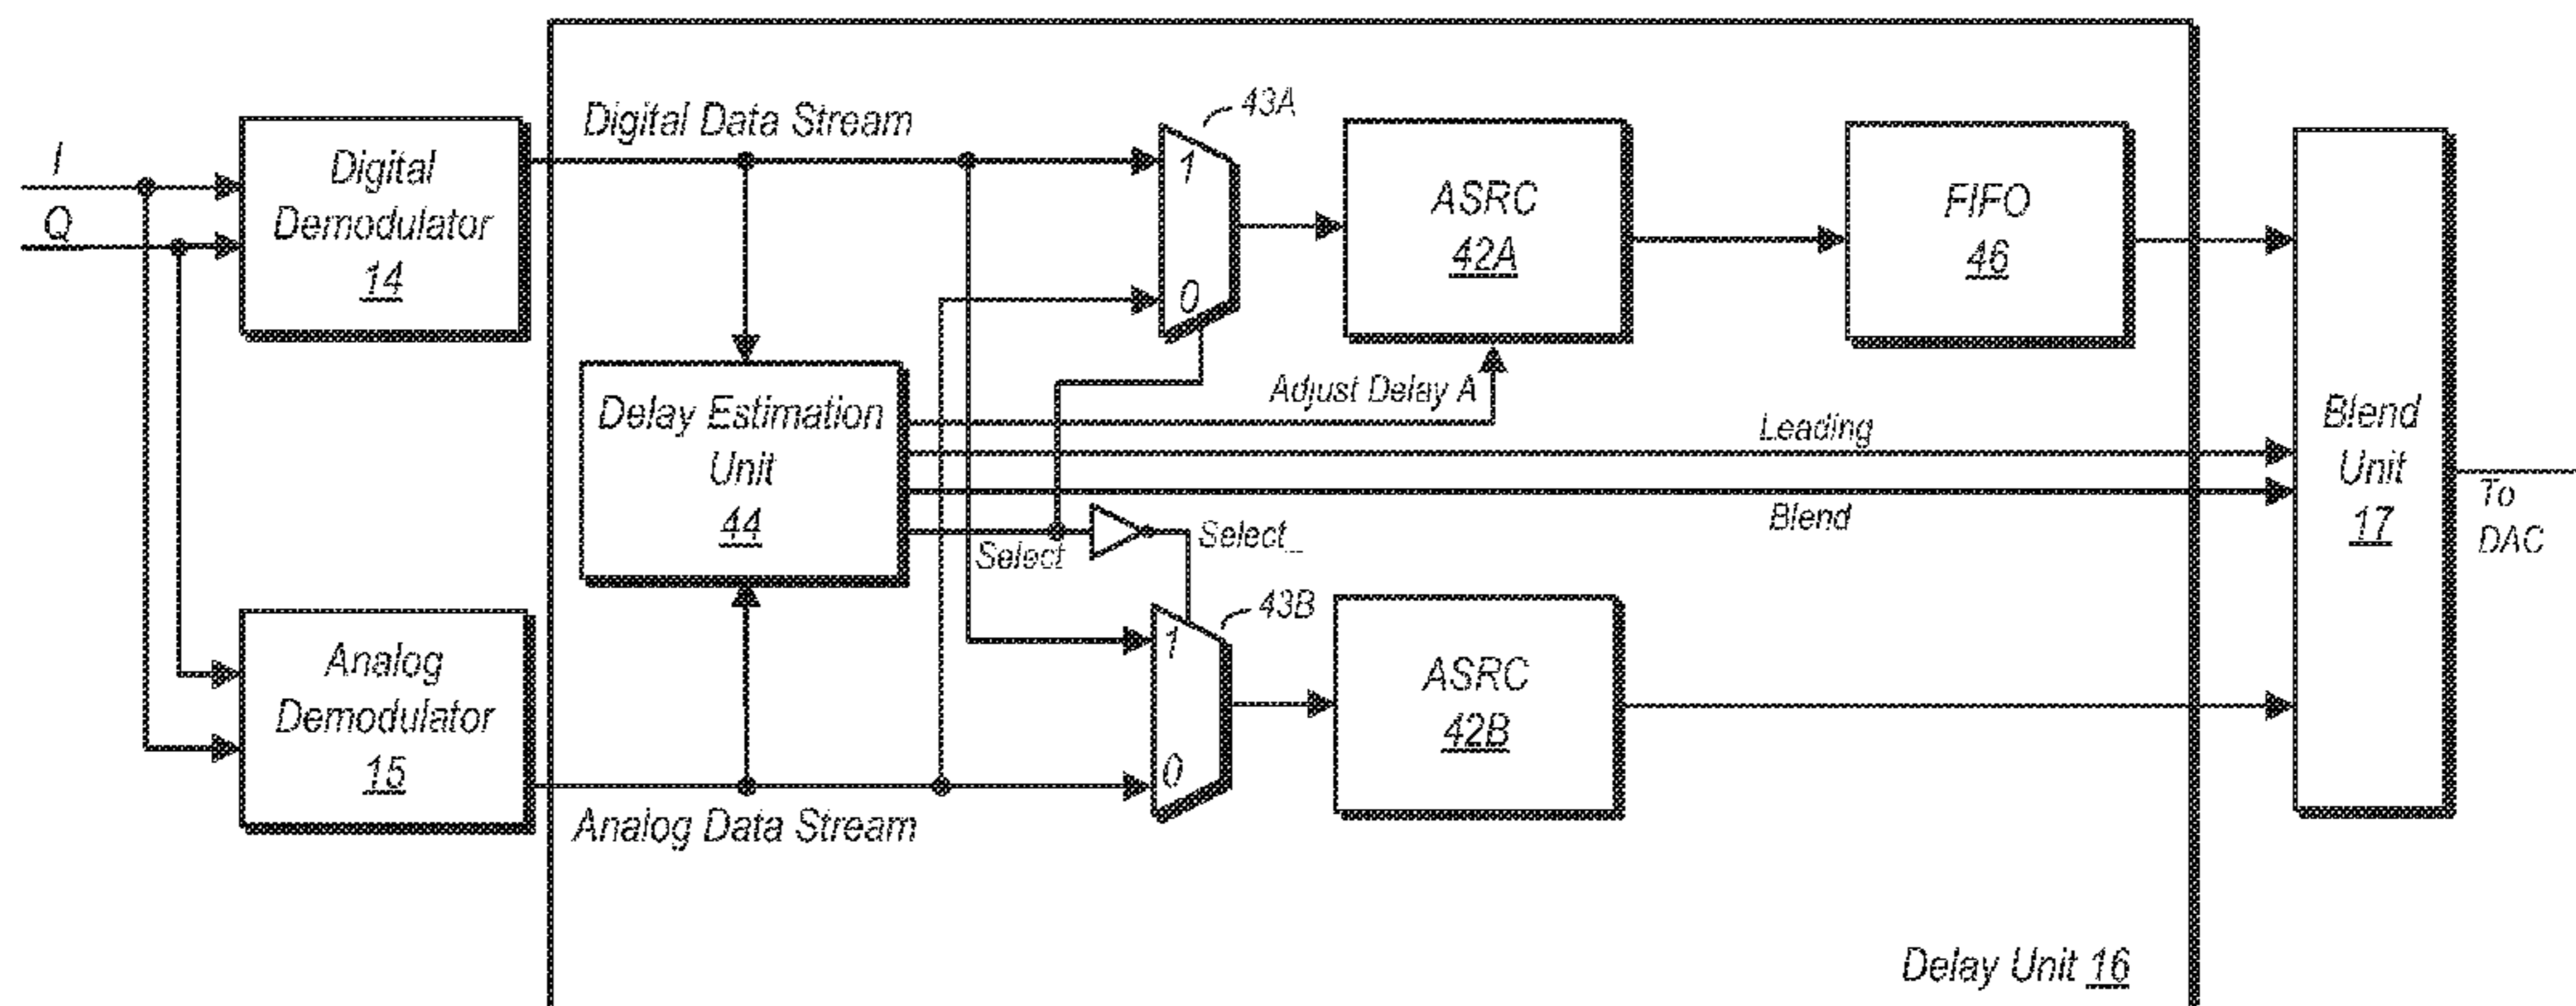 I
Q
Digital
Demodulator
14
Analog
Demodulator
15
Digital Data Stream
Analog Data Stream
Delay Estimation
Unit
44
43A
1
0
ASRC
42A
FIFO
46
Adjust Delay A
Leading
Blend
Select
Select_
43B
1
0
ASRC
42B
Blend
Unit
17
To
DAC
Delay Unit 16